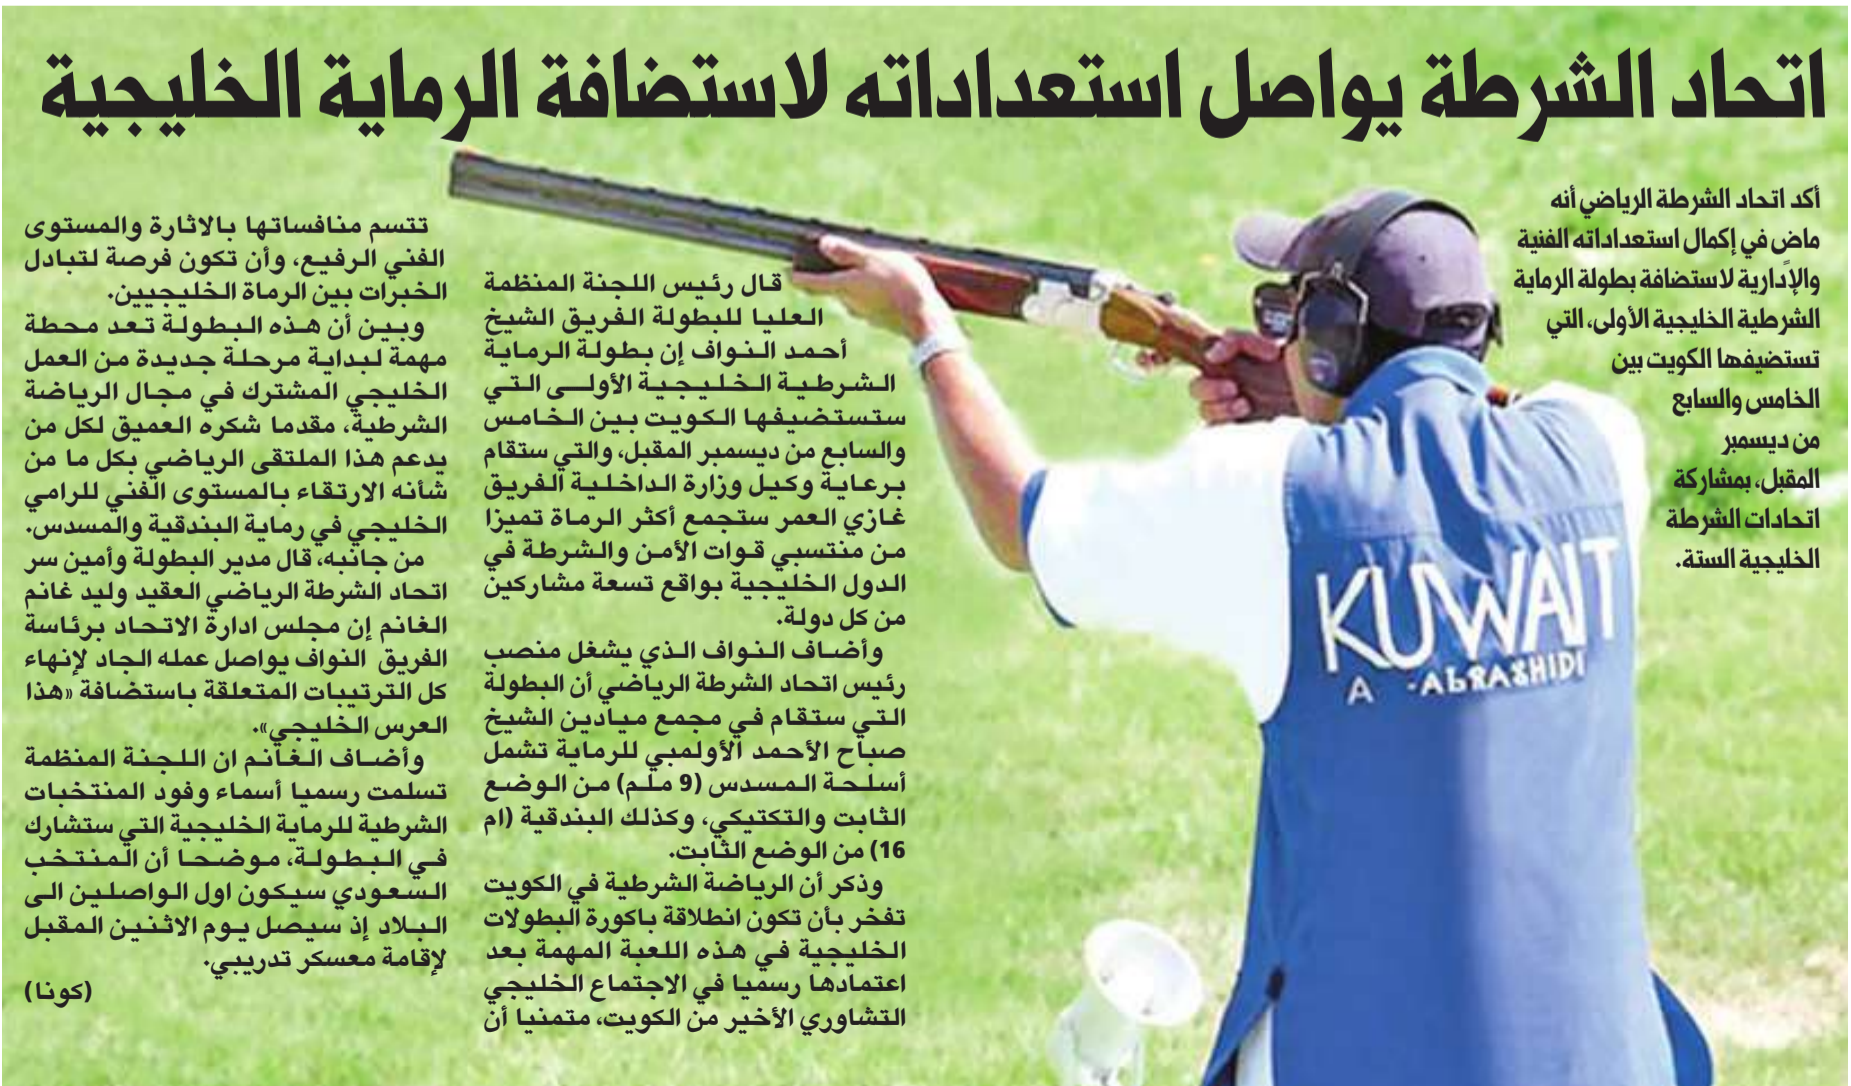 اتحاد الشرطة يواصل استعداداته لاستضافة الرماية الخليجية
أكد اتحاد الشرطة الرياضي أنه
ماض في إكمال استعداداته الفنية
والإدارية لاستضافة بطولة الرماية
الشرطية الخليجية الأولى، التي
تستضيفها الكويت بين
الخامس والسابع
من ديسمبر
المقبل، بمشاركة
اتحادات الشرطة
الخليجية الستة.
قال رئيس اللجنة المنظمة
العليا للبطولة الفريق الشيخ
أحمد النواف إن بطولة الرماية
الشرطية الخليجية الأولى التي
ستستضيفها الكويت بين الخامس
والسابع من ديسمبر المقبل، والتي ستقام
برعاية وكيل وزارة الداخلية الفريق
غازي العمر ستجمع أكثر الرماة تميزا
من منتسبي قوات الأمن والشرطة في
الدول الخليجية بواقع تسعة مشاركين
من كل دولة.
وأضاف النواف الذي يشغل منصب
رئيس اتحاد الشرطة الرياضي أن البطولة
التي ستقام في مجمع ميادين الشيخ
صباح الأحمد الأولمبي للرماية تشمل
أسلحة المسدس (9 ملم) من الوضع
الثابت والتكتيكي، وكذلك البندقية (ام
16) من الوضع الثابت.
وذكر أن الرياضة الشرطية في الكويت
تفخر بأن تكون انطلاقة باكورة البطولات
الخليجية في هذه اللعبة المهمة بعد
اعتمادها رسميا في الاجتماع الخليجي
التشاوري الأخير من الكويت، متمنيا أن
تتسم منافساتها بالاثارة والمستوى
الفني الرفيع، وأن تكون فرصة لتبادل
الخبرات بين الرماة الخليجيين.
وبين أن هذه البطولة تعد محطة
مهمة لبداية مرحلة جديدة من العمل
الخليجي المشترك في مجال الرياضة
الشرطية، مقدما شكره العميق لكل من
يدعم هذا الملتقى الرياضي بكل ما من
شأنه الارتقاء بالمستوى الفني للرامي
الخليجي في رماية البندقية والمسدس.
من جانبه، قال مدير البطولة وأمين سر
اتحاد الشرطة الرياضي العقيد وليد غانم
الغانم إن مجلس ادارة الاتحاد برئاسة
الفريق النواف يواصل عمله الجاد لإنهاء
كل الترتيبات المتعلقة باستضافة «هذا
العرس الخليجي».
وأضاف الغانم ان اللجنة المنظمة
تسلمت رسميا أسماء وفود المنتخبات
الشرطية للرماية الخليجية التي ستشارك
في البطولة، موضحا أن المنتخب
السعودي سيكون اول الواصلين الى
البلاد إذ سيصل يوم الاثنين المقبل
لإقامة معسكر تدريبي.
(كونا)
KUWAIT
A -ALRASHIDI